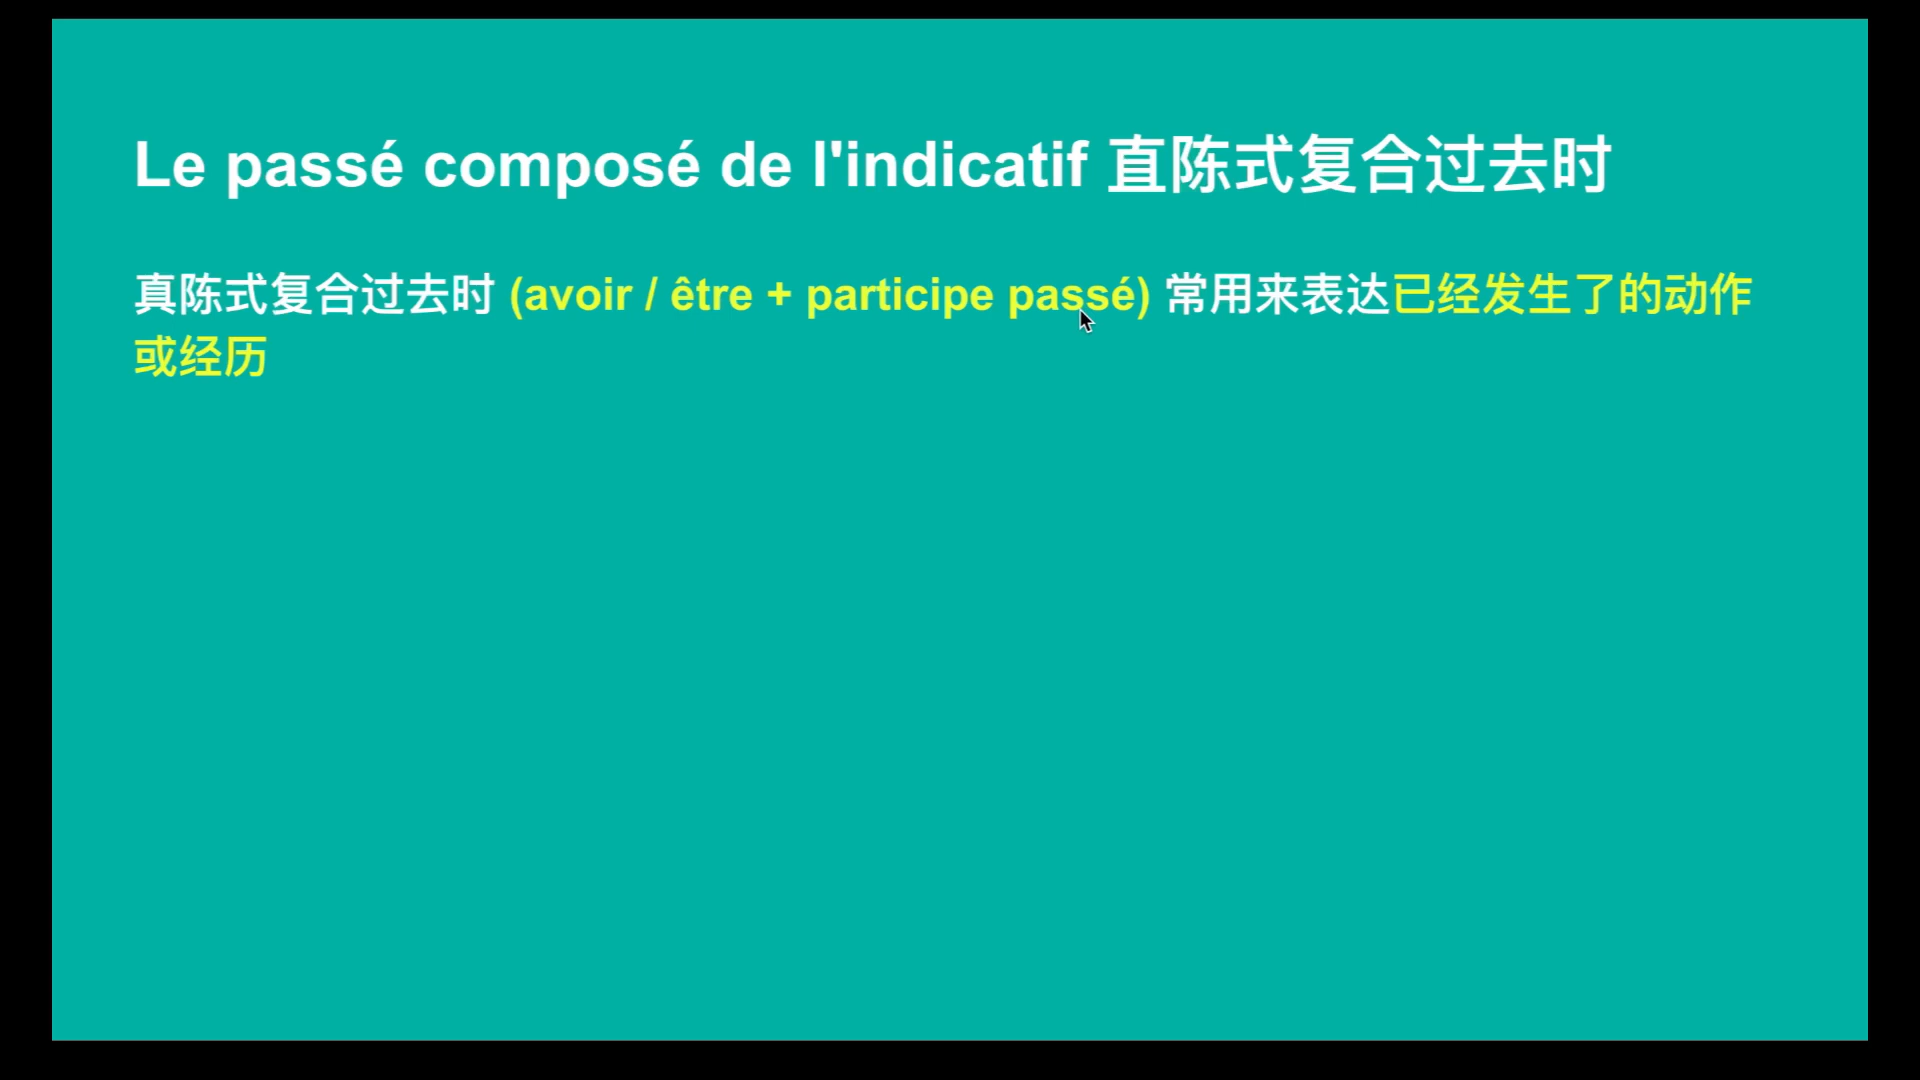 Le passé composé de l'indicatif 直陈式复合过去时
真陈式复合过去时 (avoir / être + participe passé) 常用来表达已经发生了的动作
或经历